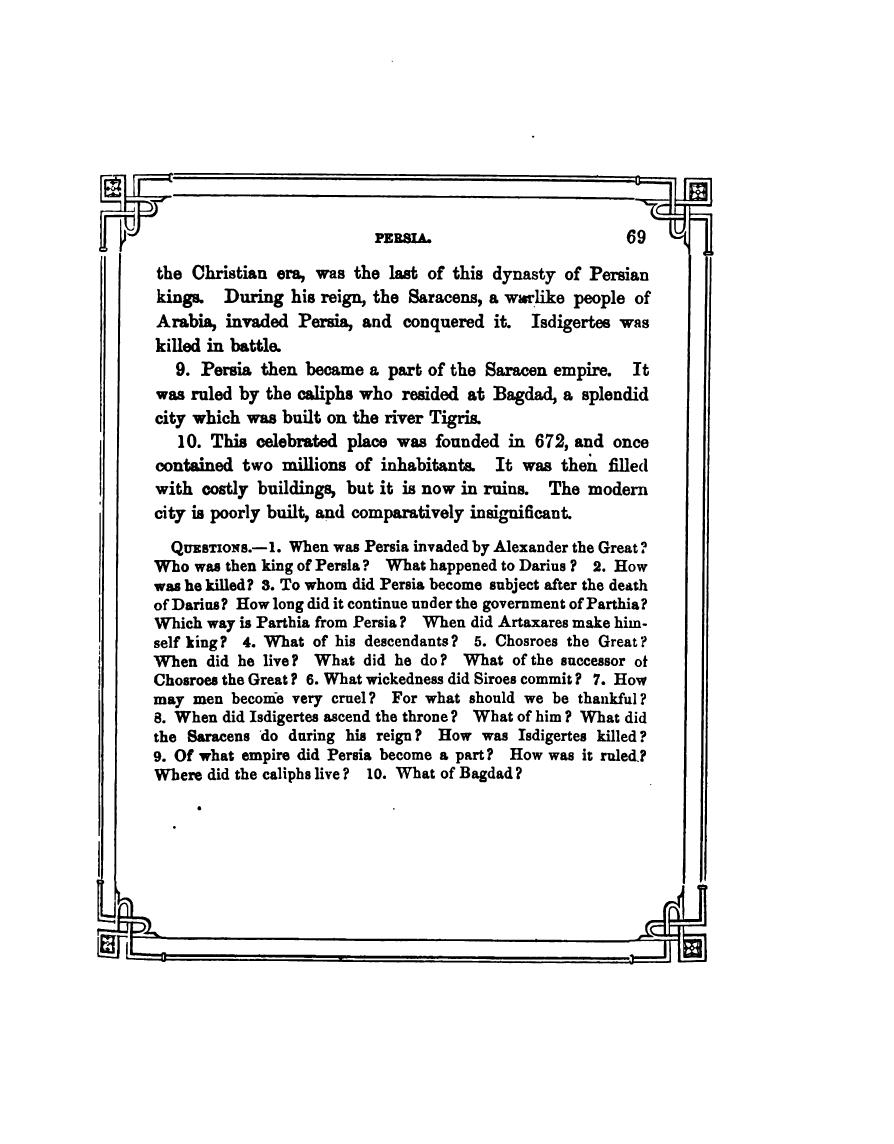 PERSIA. 69
the Christian era, was the last of this dynasty of Persian
kings. During his reign, the Saracens, a warlike people of
Arabia, invaded Persia, and conquered it. Isdigertes was
killed in battle.
9. Persia then became a part of the Saracen empire. It
was ruled by the caliphs who resided at Bagdad, a splendid
city which was built on the river Tigris.
10. This celebrated place was founded in 672, and once
contained two millions of inhabitants. It was then filled
with costly buildings, but it is now in ruins. The modern
city is poorly built, and comparatively insignificant.
QUESTIONS.—1. When was Persia invaded by Alexander the Great?
Who was then king of Persia? What happened to Darius? 2. How
was he killed? 3. To whom did Persia become subject after the death
of Darius? How long did it continue under the government of Parthia?
Which way is Parthia from Persia? When did Artaxares make him-
self king? 4. What of his descendants? 5. Chosroes the Great?
When did he live? What did he do? What of the successor of
Chosroes the Great? 6. What wickedness did Siroes commit? 7. How
may men become very cruel? For what should we be thankful?
8. When did Isdigertes ascend the throne? What of him? What did
the Saracens do during his reign? How was Isdigertes killed?
9. Of what empire did Persia become a part? How was it ruled?
Where did the caliphs live? 10. What of Bagdad?